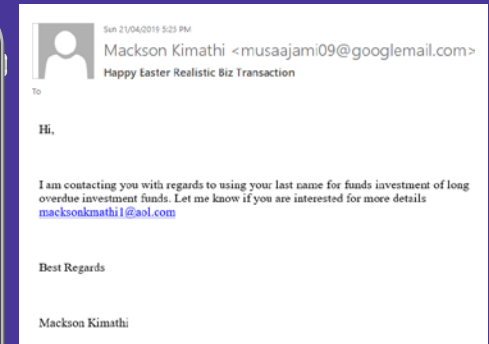 Sun 21/04/2019 5:25 PM
Mackson Kimathi <musaajami09@googlemail.com>
Happy Easter Realistic Biz Transaction
To
Hi,
I am contacting you with regards to using your last name for funds investment of long
overdue investment funds. Let me know if you are interested for more details
macksonkmathi1@aol.com
Best Regards
Mackson Kimathi